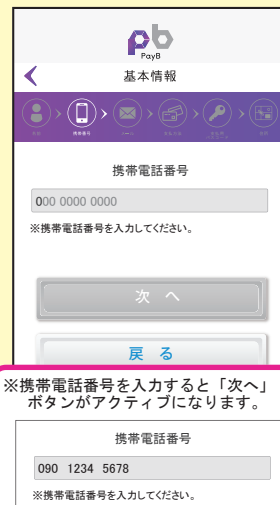 pb
PayB
基本情報
携帯番号
携帯電話番号
000 0000 0000
※携帯電話番号を入力してください。
次 へ
戻 る
※携帯電話番号を入力すると「次へ」
ボタンがアクティブになります。
携帯電話番号
090 1234 5678
※携帯電話番号を入力してください。